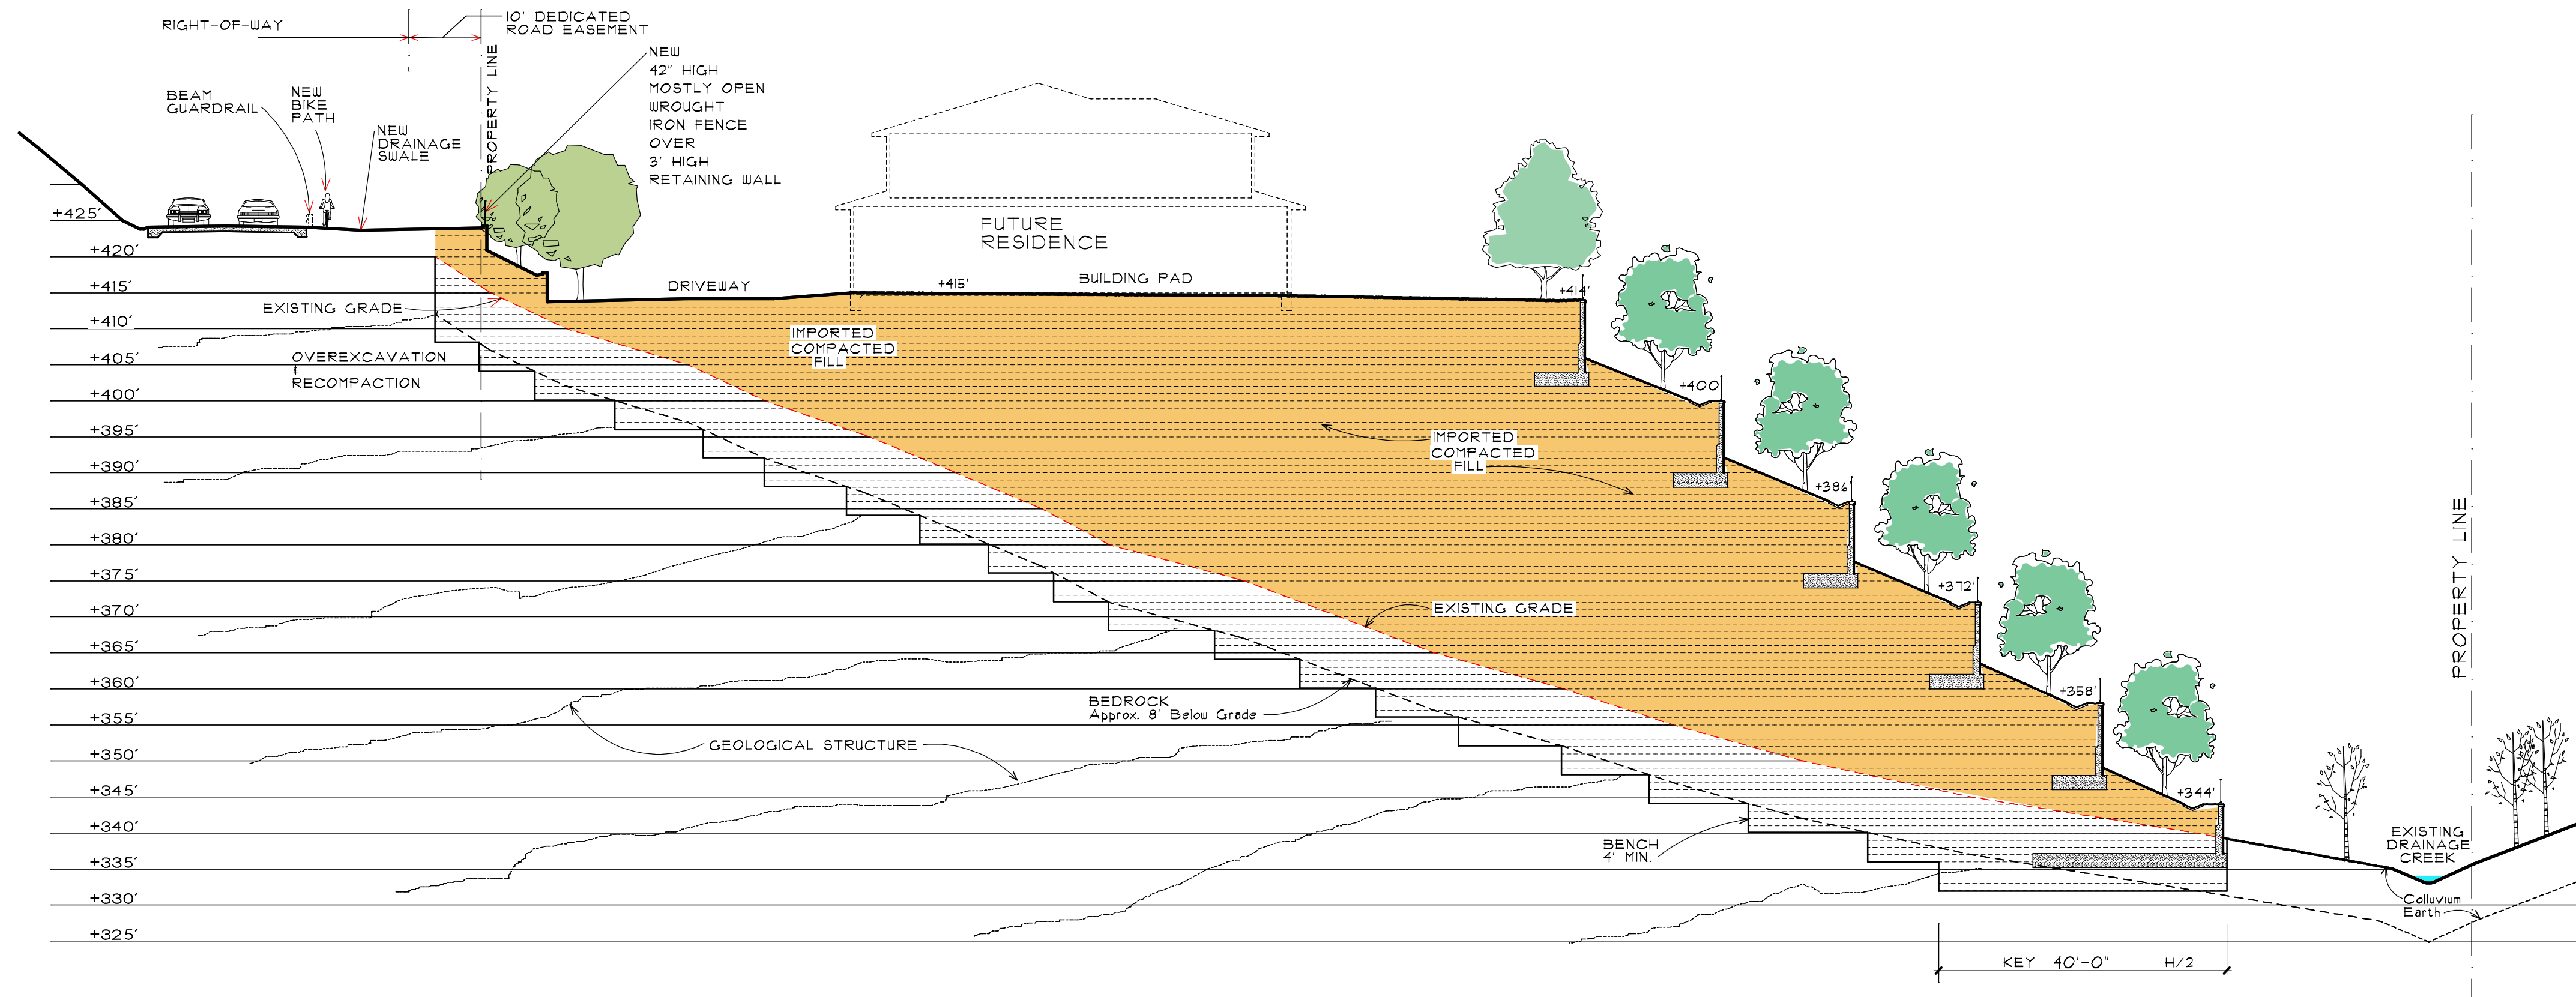 RIGHT-OF-WAY
10' DEDICATED
ROAD EASEMENT
PROPERTY LINE
NEW
42" HIGH
MOSTLY OPEN
WROUGHT
IRON FENCE
OVER
3' HIGH
RETAINING WALL
BEAM
GUARDRAIL
NEW
BIKE
PATH
NEW
DRAINAGE
SWALE
+425'
+420'
+415'
+410'
+405'
+400'
+395'
+390'
+385'
+380'
+375'
+370'
+365'
+360'
+355'
+350'
+345'
+340'
+335'
+330'
+325'
EXISTING GRADE
OVEREXCAVATION
&
RECOMPACTION
DRIVEWAY
FUTURE
RESIDENCE
+415'
BUILDING PAD
IMPORTED
COMPACTED
FILL
IMPORTED
COMPACTED
FILL
+414'
+400'
+386'
+372'
+358'
+344'
EXISTING GRADE
BEDROCK
Approx. 8' Below Grade
GEOLOGICAL STRUCTURE
BENCH
4' MIN.
PROPERTY LINE
EXISTING
DRAINAGE
CREEK
Colluvium
Earth
KEY 40'-0" H/2